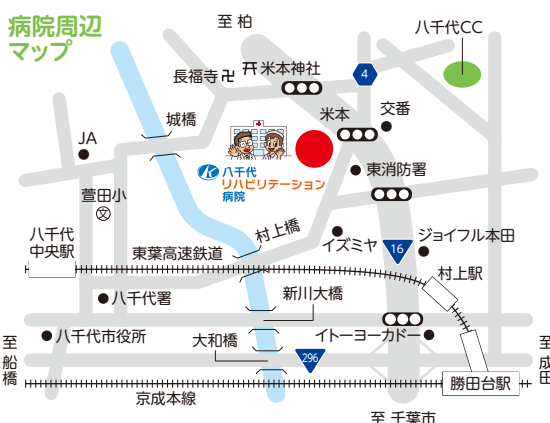 病院周辺
マップ
至 柏
八千代CC
長福寺卍
米本神社
4
城橋
米本
交番
JA
東消防署
K
八千代
リハビリテーション
病院
萱田小
文
村上橋
八千代
中央駅
東葉高速鉄道
イズミヤ
16
ジョイフル本田
村上駅
八千代署
新川大橋
八千代市役所
大和橋
イトーヨーカドー
至
船
橋
296
至
成
田
勝田台駅
京成本線
至 千葉市